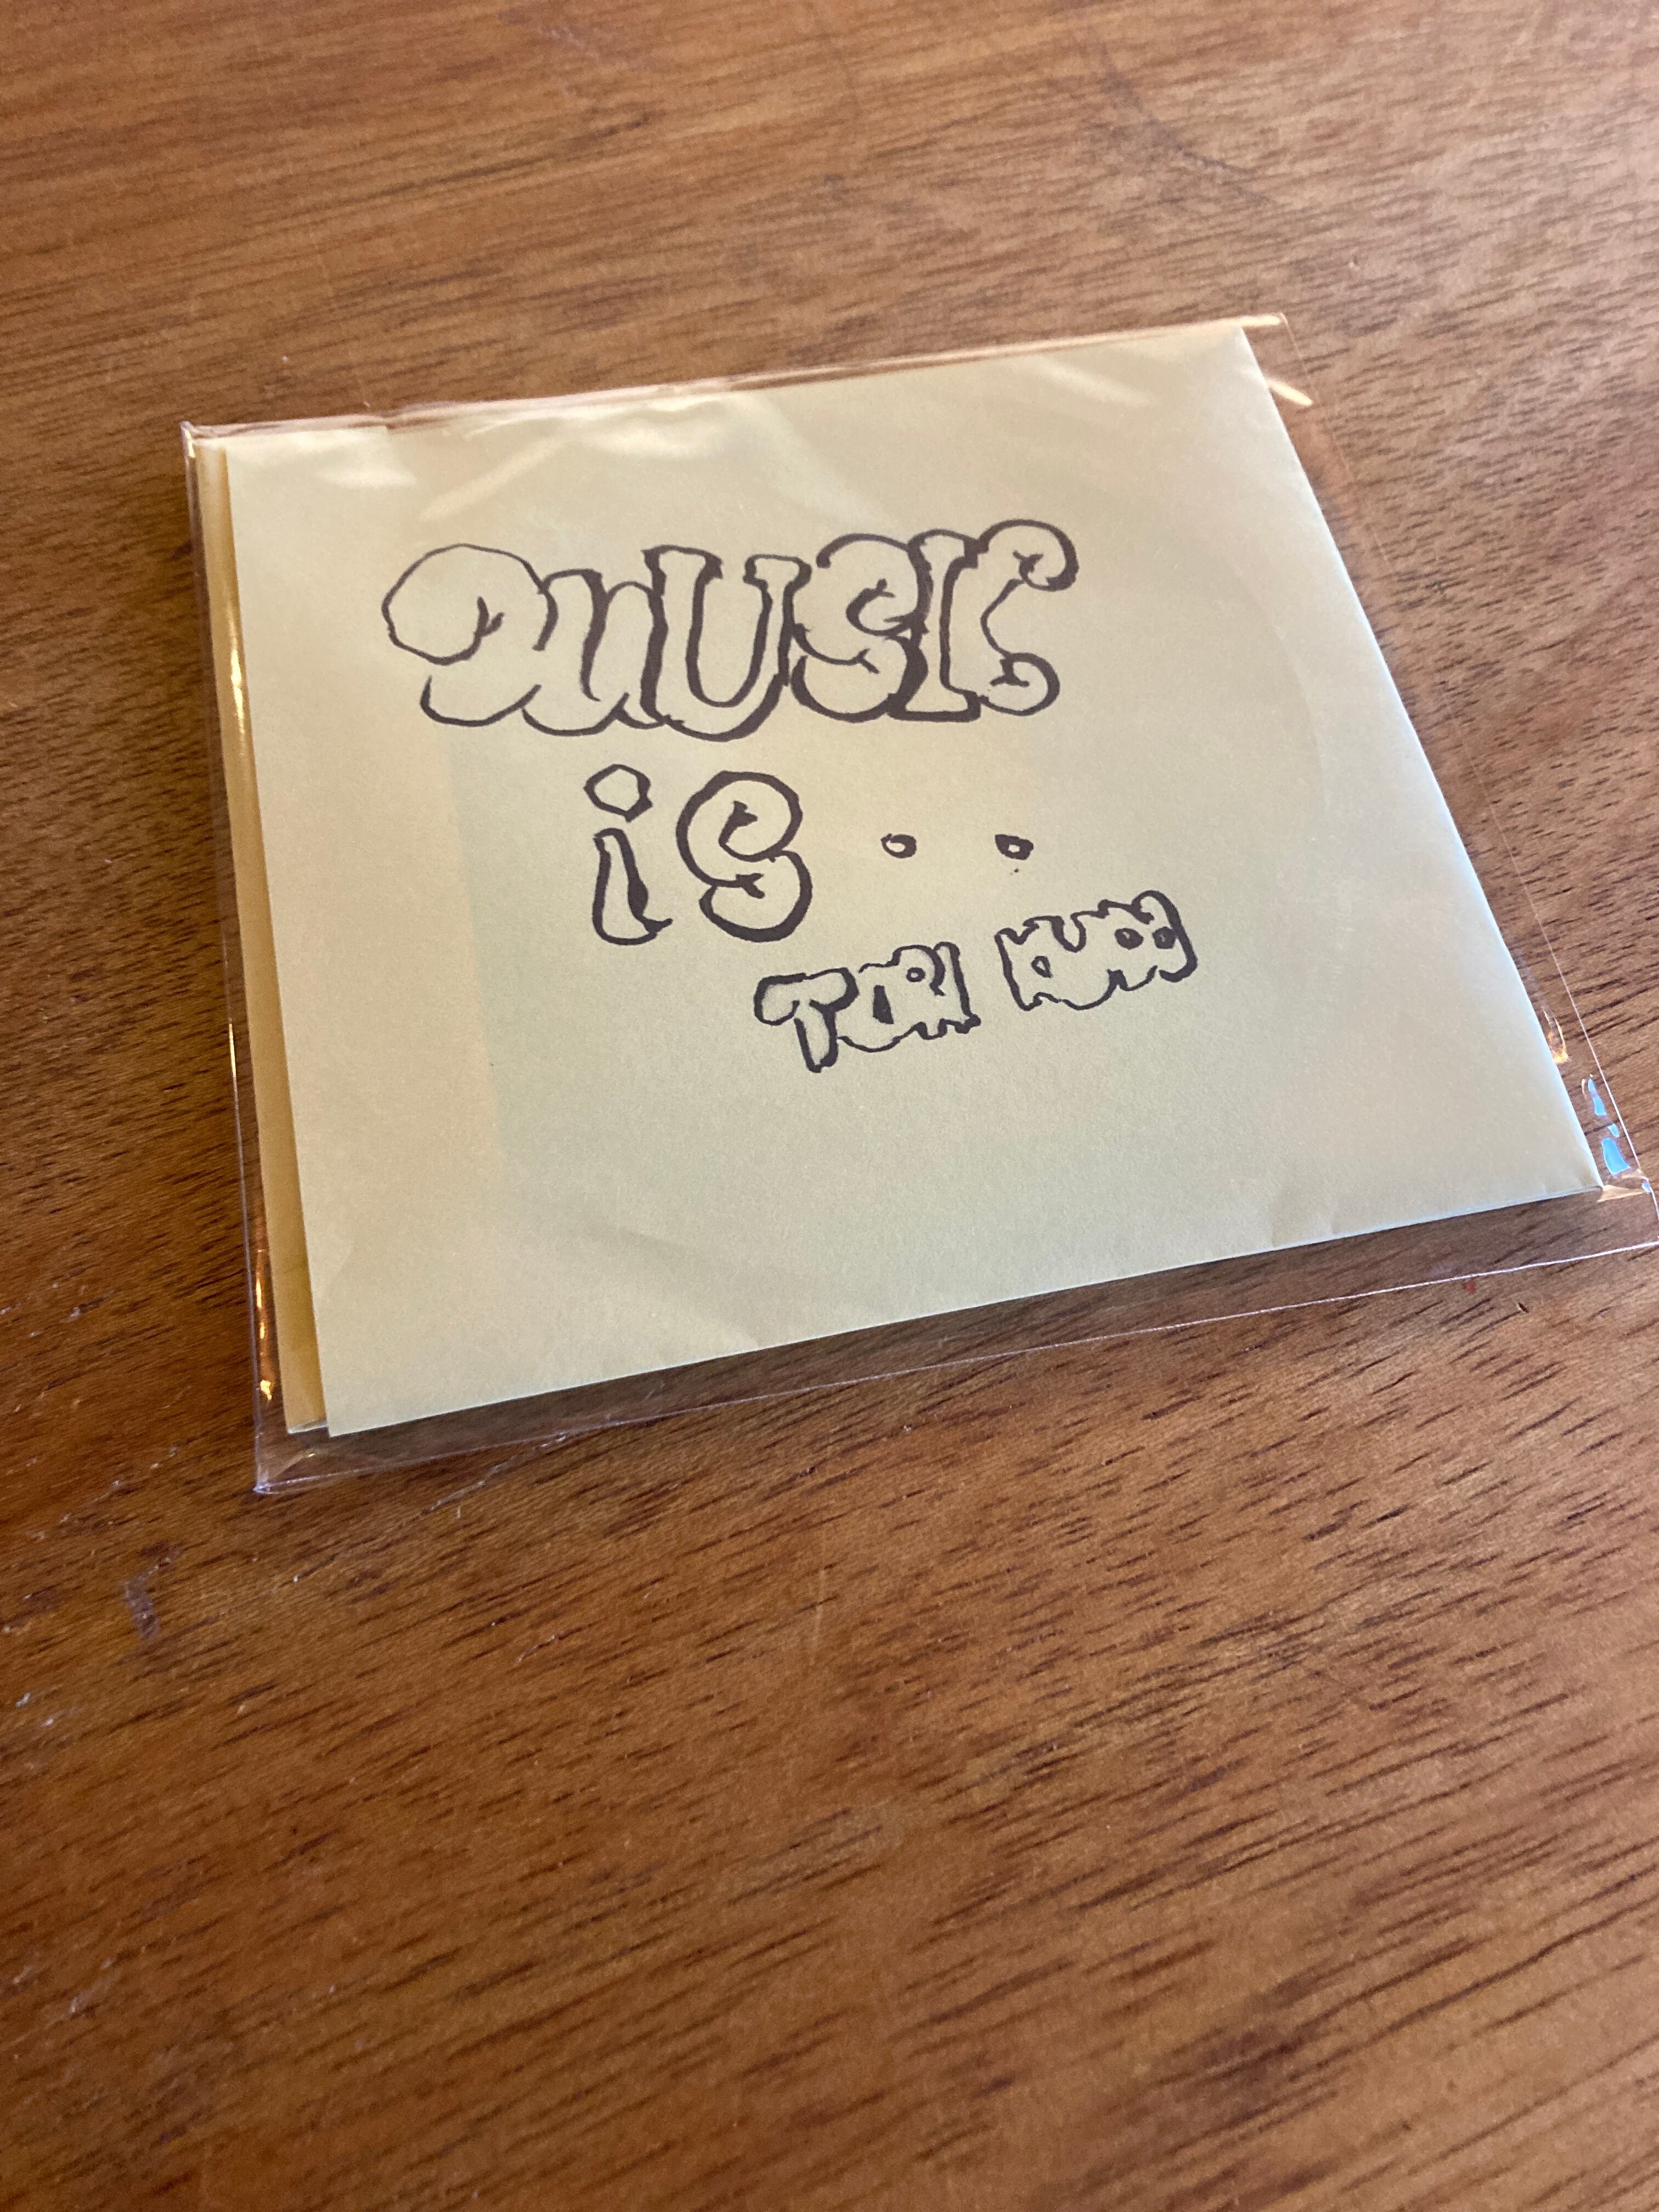 MUSIC
is . .
TORI KUDO